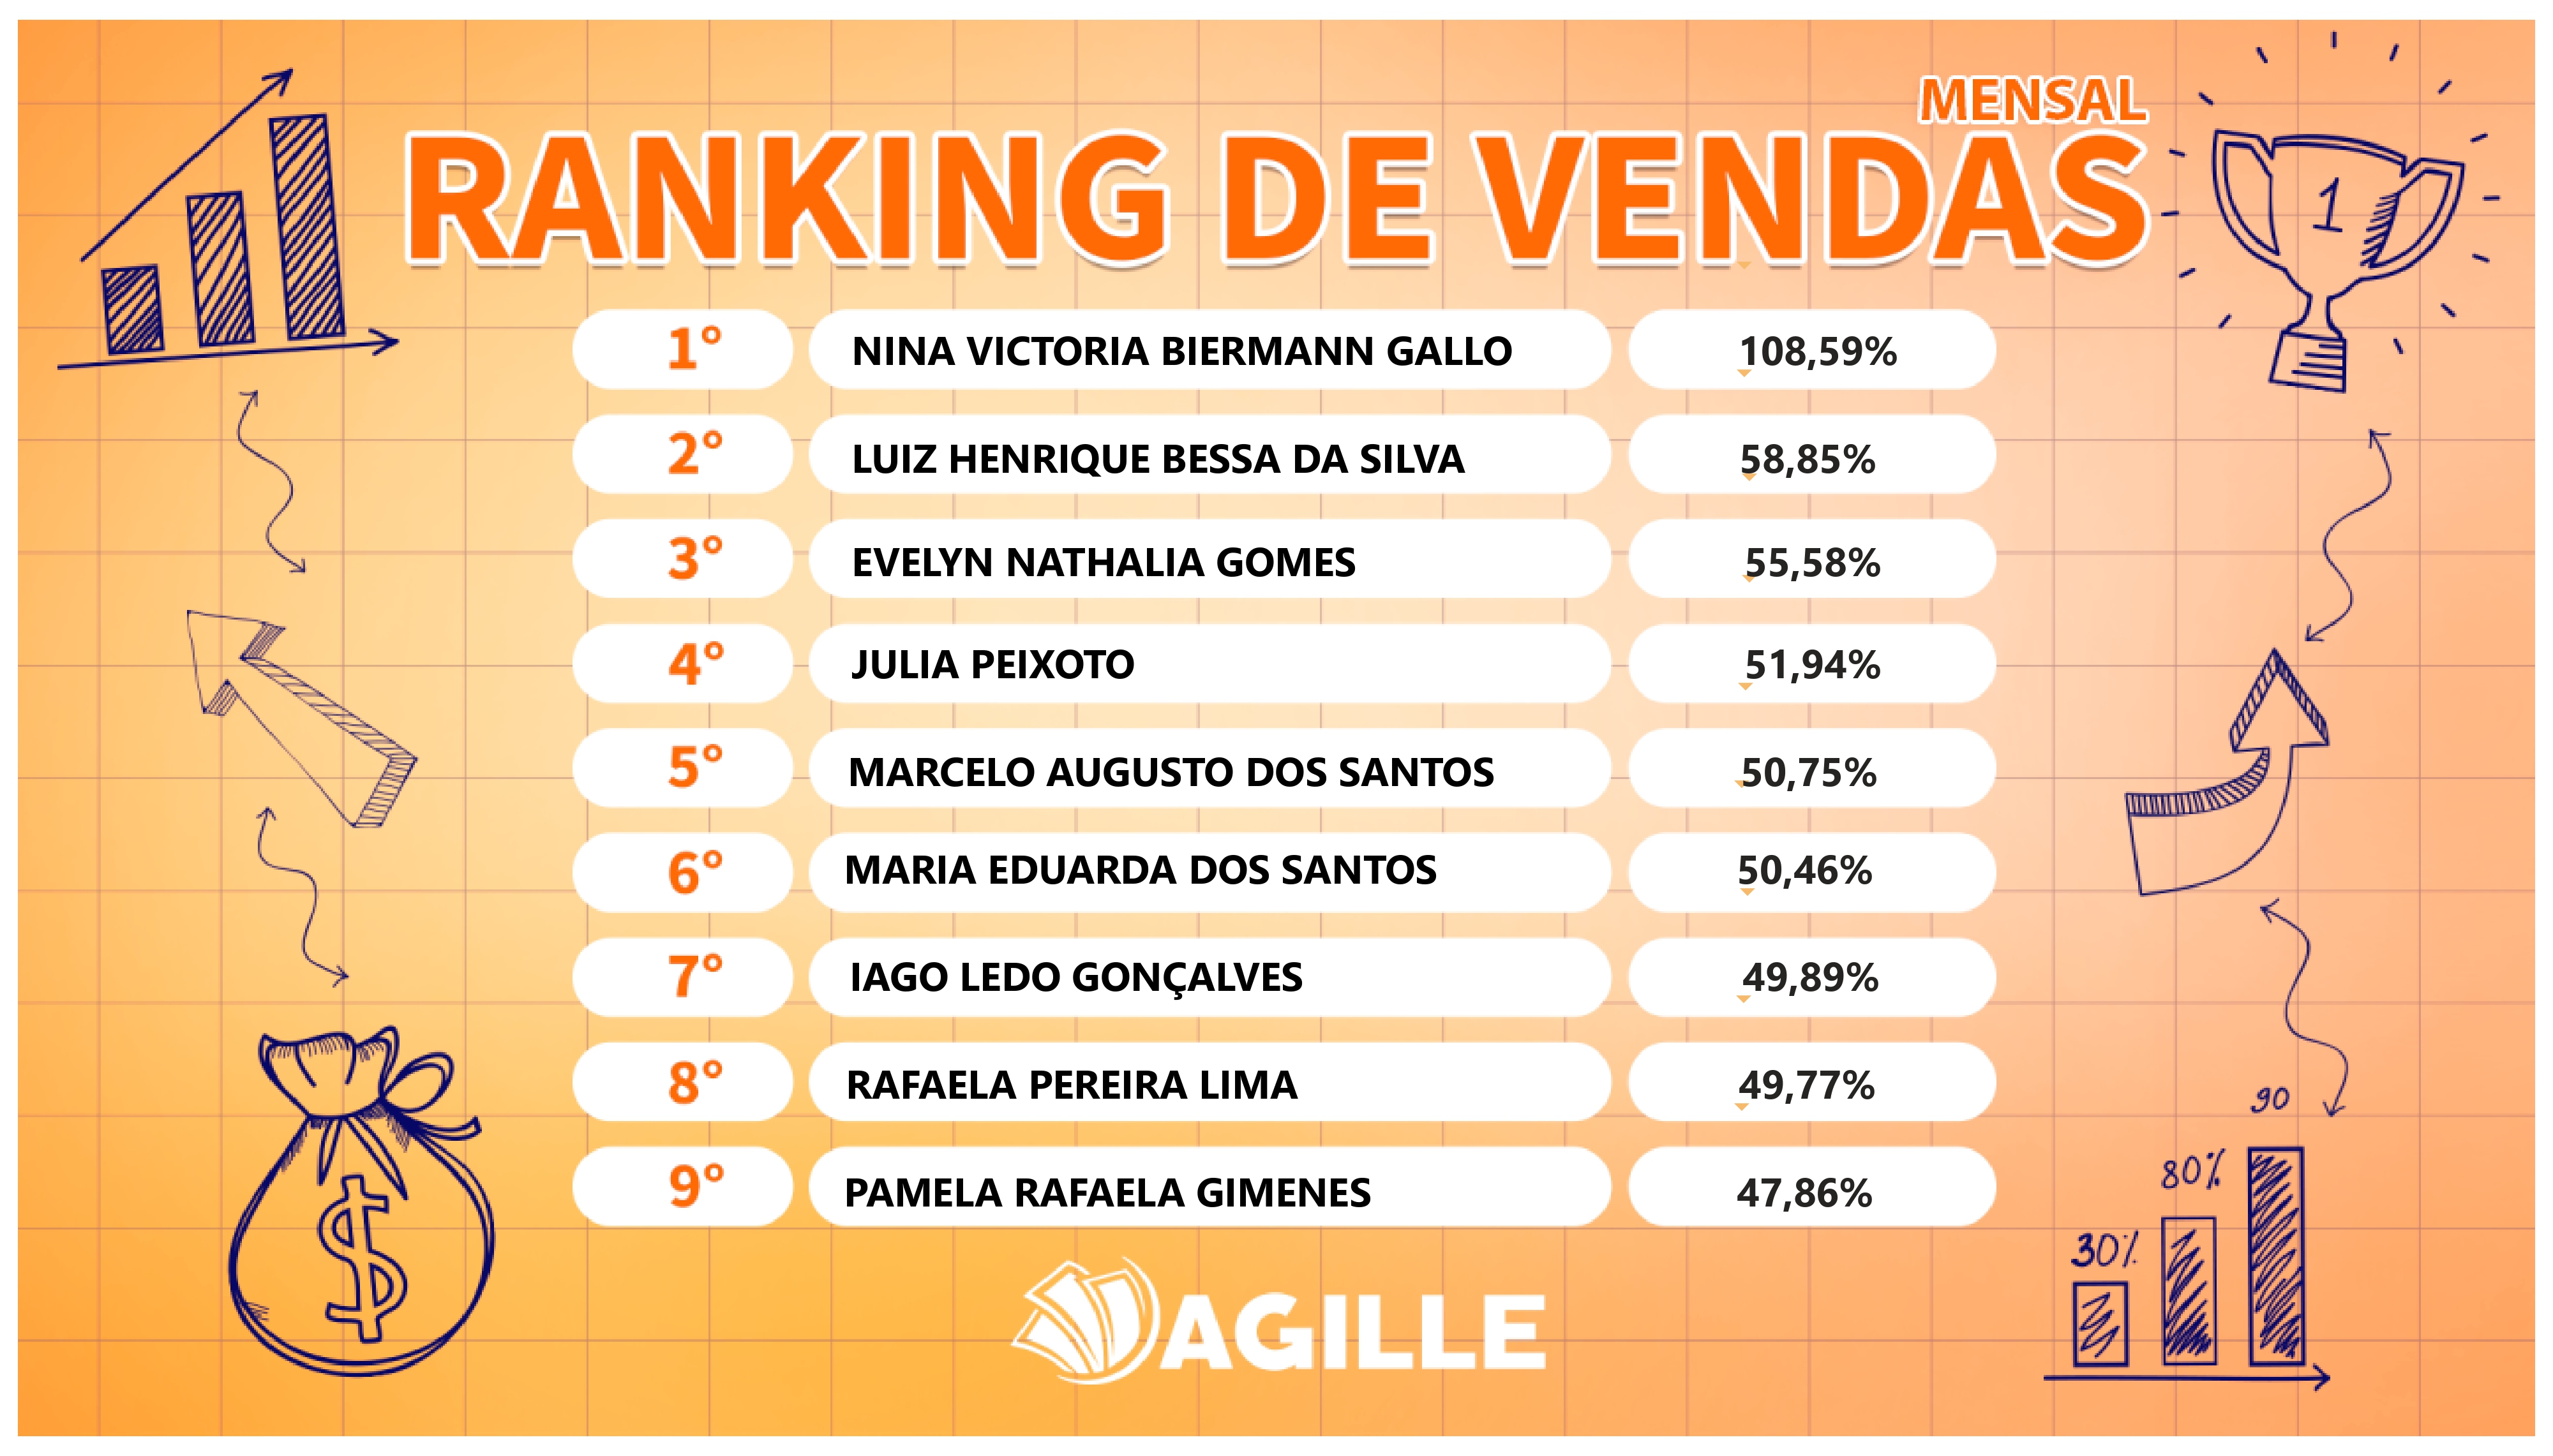 MENSAL
RANKING DE VENDAS
1
1° NINA VICTORIA BIERMANN GALLO 108,59%
2° LUIZ HENRIQUE BESSA DA SILVA 58,85%
3° EVELYN NATHALIA GOMES 55,58%
4° JULIA PEIXOTO 51,94%
5° MARCELO AUGUSTO DOS SANTOS 50,75%
6° MARIA EDUARDA DOS SANTOS 50,46%
7° IAGO LEDO GONÇALVES 49,89%
8° RAFAELA PEREIRA LIMA 49,77%
9° PAMELA RAFAELA GIMENES 47,86%
90
80%
30%
$
AGILLE